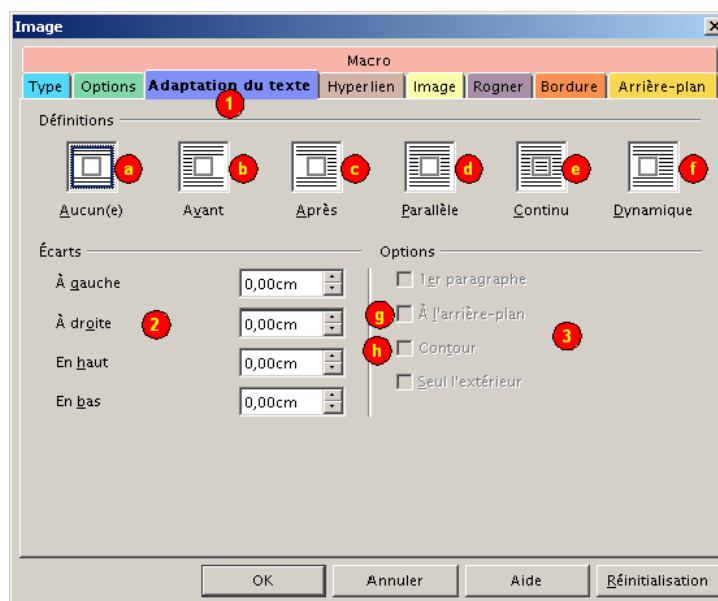 Image
Macro
Type Options Adaptation du texte Hyperlien Image Rogner Bordure Arrière-plan
1
Définitions
a b c d e f
Aucun(e) Avant Après Parallèle Continu Dynamique
Écarts Options
À gauche 0,00cm 1er paragraphe
À droite 2 0,00cm g À l'arrière-plan 3
En haut 0,00cm h Contour
En bas 0,00cm Seul l'extérieur
OK Annuler Aide Réinitialisation